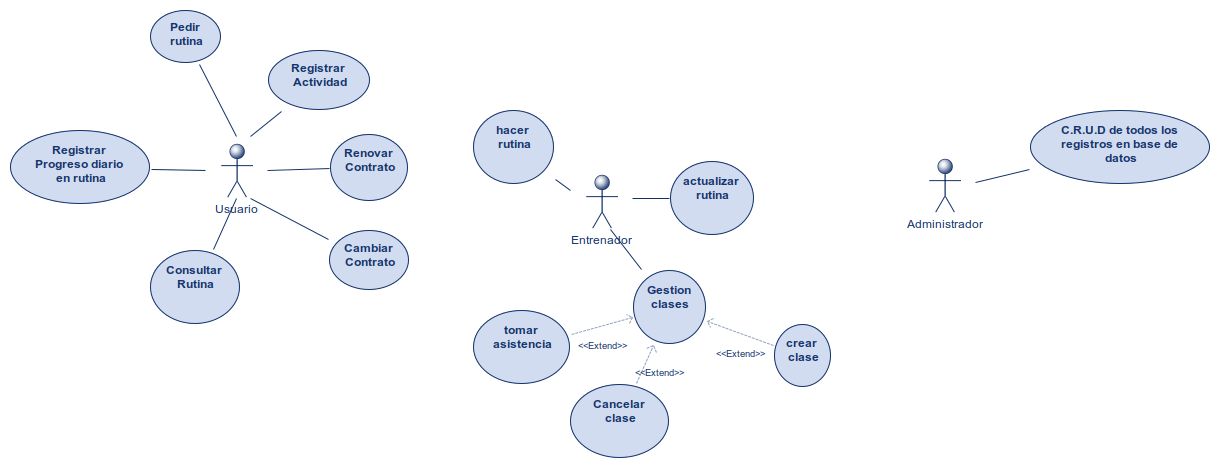 Pedir
rutina
Registrar
Actividad
Registrar
Progreso diario
en rutina
Renovar
Contrato
Usuario
Consultar
Rutina
Cambiar
Contrato
hacer
rutina
actualizar
rutina
Entrenador
Gestion
clases
tomar
asistencia
<<Extend>>
<<Extend>>
<<Extend>>
crear
clase
Cancelar
clase
C.R.U.D de todos los
registros en base de
datos
Administrador